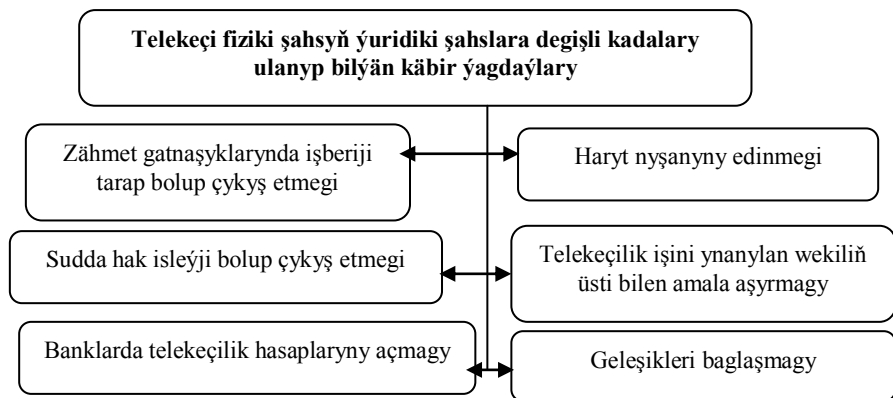 Telekeçi fiziki şahsyň ýuridiki şahslara degişli kadalary
ulanyp bilýän käbir ýagdaýlary
Zähmet gatnaşyklarynda işberiji
tarap bolup çykyş etmegi
Haryt nyşanyny edinmegi
Sudda hak isleýji bolup çykyş etmegi
Telekeçilik işini ynanylan wekiliň
üsti bilen amala aşyrmagy
Banklarda telekeçilik hasaplaryny açmagy
Geleşikleri baglaşmagy